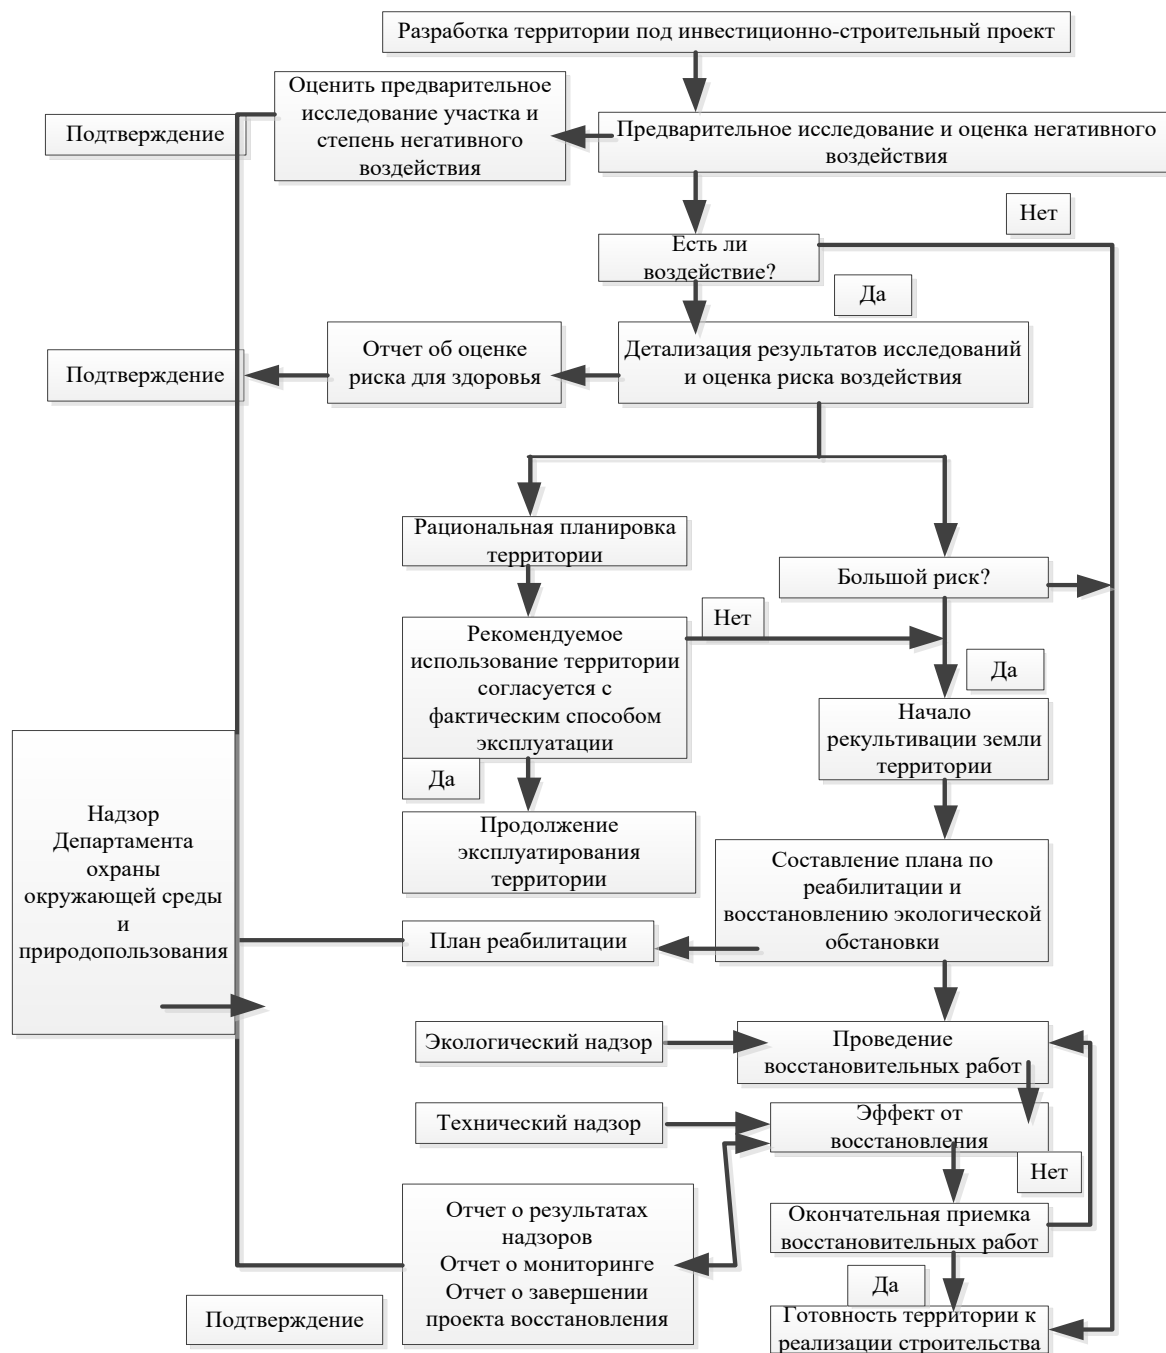 Разработка территории под инвестиционно-строительный проект
Оценить предварительное
исследование участка и
степень негативного
воздействия
Подтверждение
Предварительное исследование и оценка негативного
воздействия
Нет
Есть ли
воздействие?
Да
Отчет об оценке
риска для здоровья
Детализация результатов исследований
и оценка риска воздействия
Подтверждение
Рациональная планировка
территории
Большой риск?
Нет
Рекомендуемое
использование территории
согласуется с
фактическим способом
эксплуатации
Да
Начало
рекультивации земли
территории
Да
Надзор
Департамента
охраны
окружающей среды
и
природопользования
Продолжение
эксплуатирования
территории
Составление плана по
реабилитации и
восстановлению экологической
обстановки
План реабилитации
Экологический надзор
Проведение
восстановительных работ
Технический надзор
Эффект от
восстановления
Нет
Отчет о результатах
надзоров
Отчет о мониторинге
Отчет о завершении
проекта восстановления
Окончательная приемка
восстановительных работ
Да
Подтверждение
Готовность территории к
реализации строительства